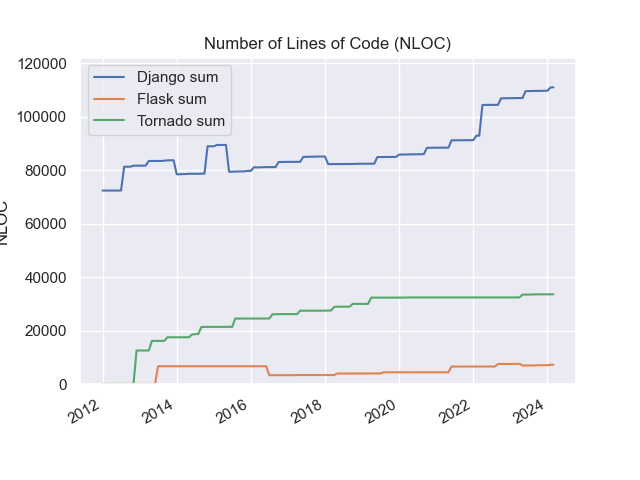 Number of Lines of Code (NLOC)
120000
100000
80000
60000
40000
20000
0
NLOC
Django sum
Flask sum
Tornado sum
2012
2014
2016
2018
2020
2022
2024